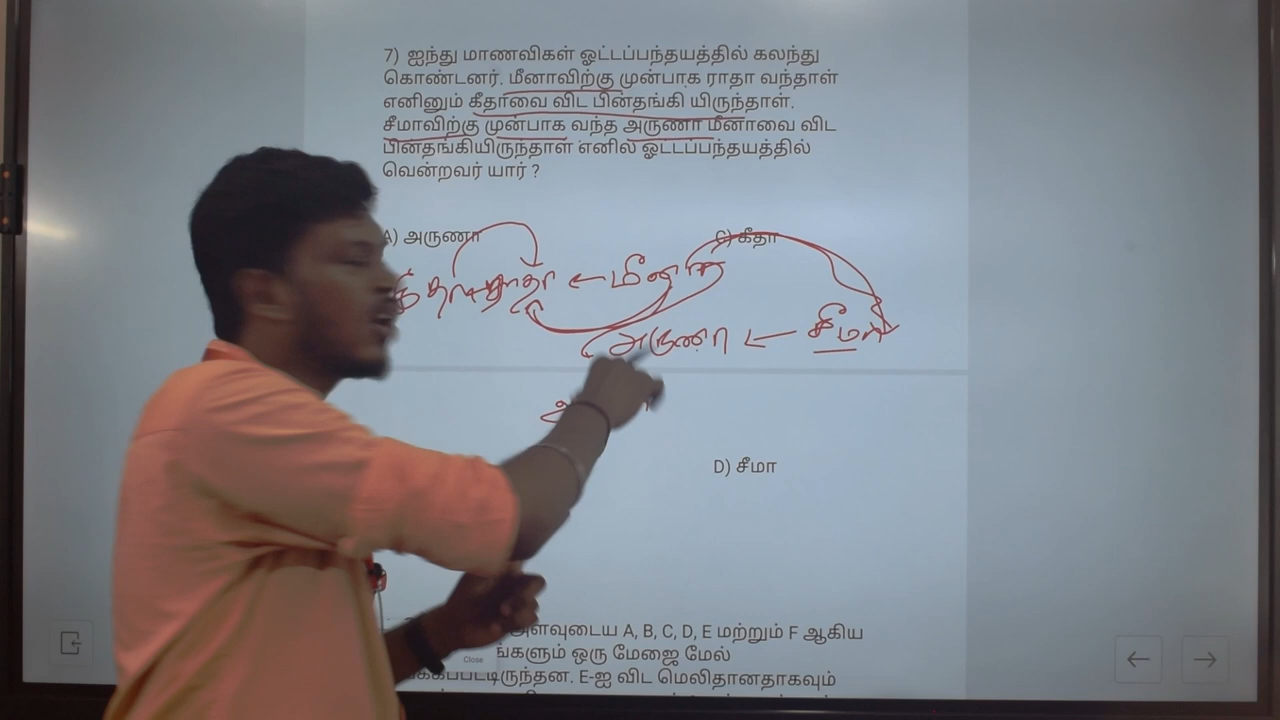 7) ஐந்து மாணவிகள் ஓட்டப்பந்தயத்தில் கலந்து
கொண்டனர். மீனாவிற்கு முன்பாக ராதா வந்தாள்
எனினும் கீதாவை விட பின்தங்கி யிருந்தாள்.
சீமாவிற்கு முன்பாக வந்த அருணா மீனாவை விட
பின்தங்கியிருந்தாள் எனில் ஓட்டப்பந்தயத்தில்
வென்றவர் யார் ?
A) அருணா
C) கீதா
அருணா ← சீமா
D) சீமா
அளவுடைய A, B, C, D, E மற்றும் F ஆகிய
ஒரு மேஜை மேல்
E-ஐ விட மெலிதானதாகவும்
Close